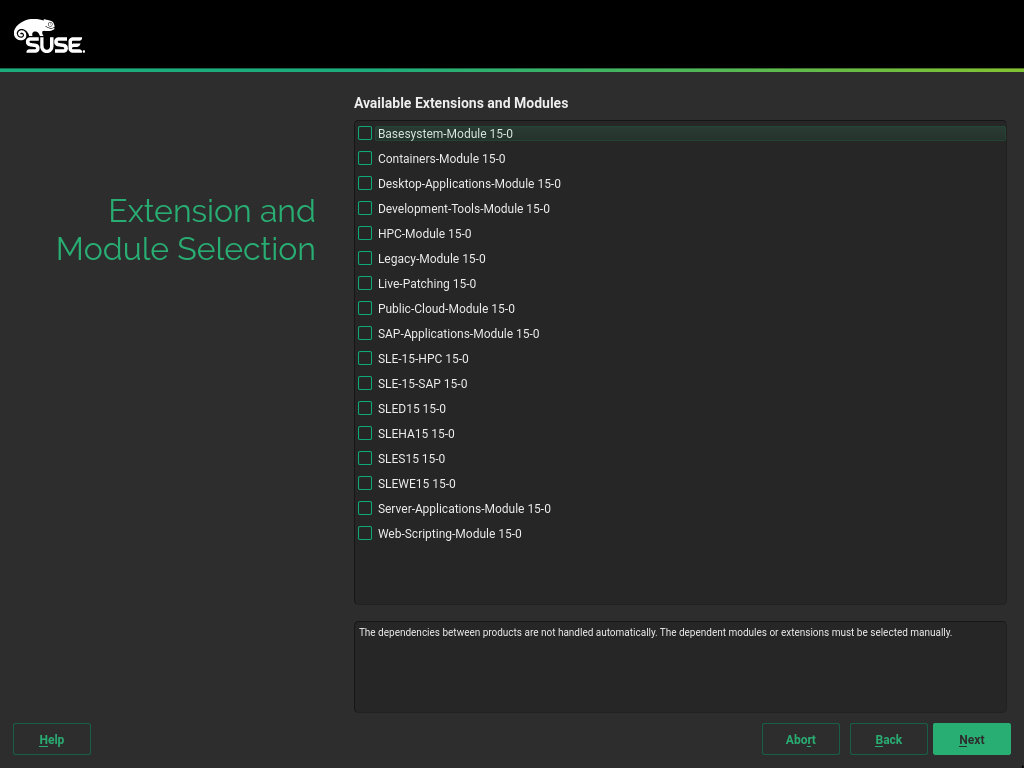 SUSE.
Available Extensions and Modules
Extension and
Module Selection
Basesystem-Module 15-0
Containers-Module 15-0
Desktop-Applications-Module 15-0
Development-Tools-Module 15-0
HPC-Module 15-0
Legacy-Module 15-0
Live-Patching 15-0
Public-Cloud-Module 15-0
SAP-Applications-Module 15-0
SLE-15-HPC 15-0
SLE-15-SAP 15-0
SLED15 15-0
SLEHA15 15-0
SLES15 15-0
SLEWE15 15-0
Server-Applications-Module 15-0
Web-Scripting-Module 15-0
The dependencies between products are not handled automatically. The dependent modules or extensions must be selected manually.
Help
Abort
Back
Next